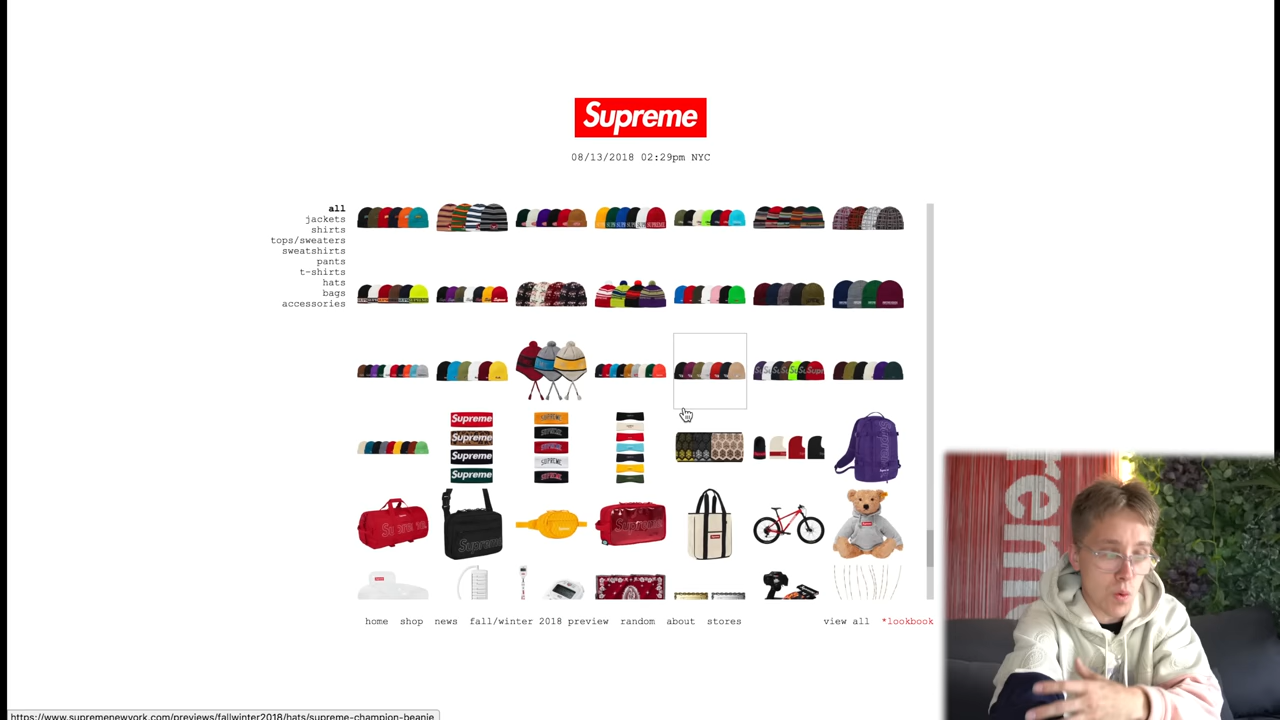 Supreme
08/13/2018 02:29pm NYC
all
jackets
shirts
tops/sweaters
sweatshirts
pants
t-shirts
hats
bags
accessories
Supreme
Supreme
Supreme
Supreme
home shop news fall/winter 2018 preview random about stores view all *lookbook
https://www.supremenewyork.com/previews/fallwinter2018/hats/supreme-champion-beanie